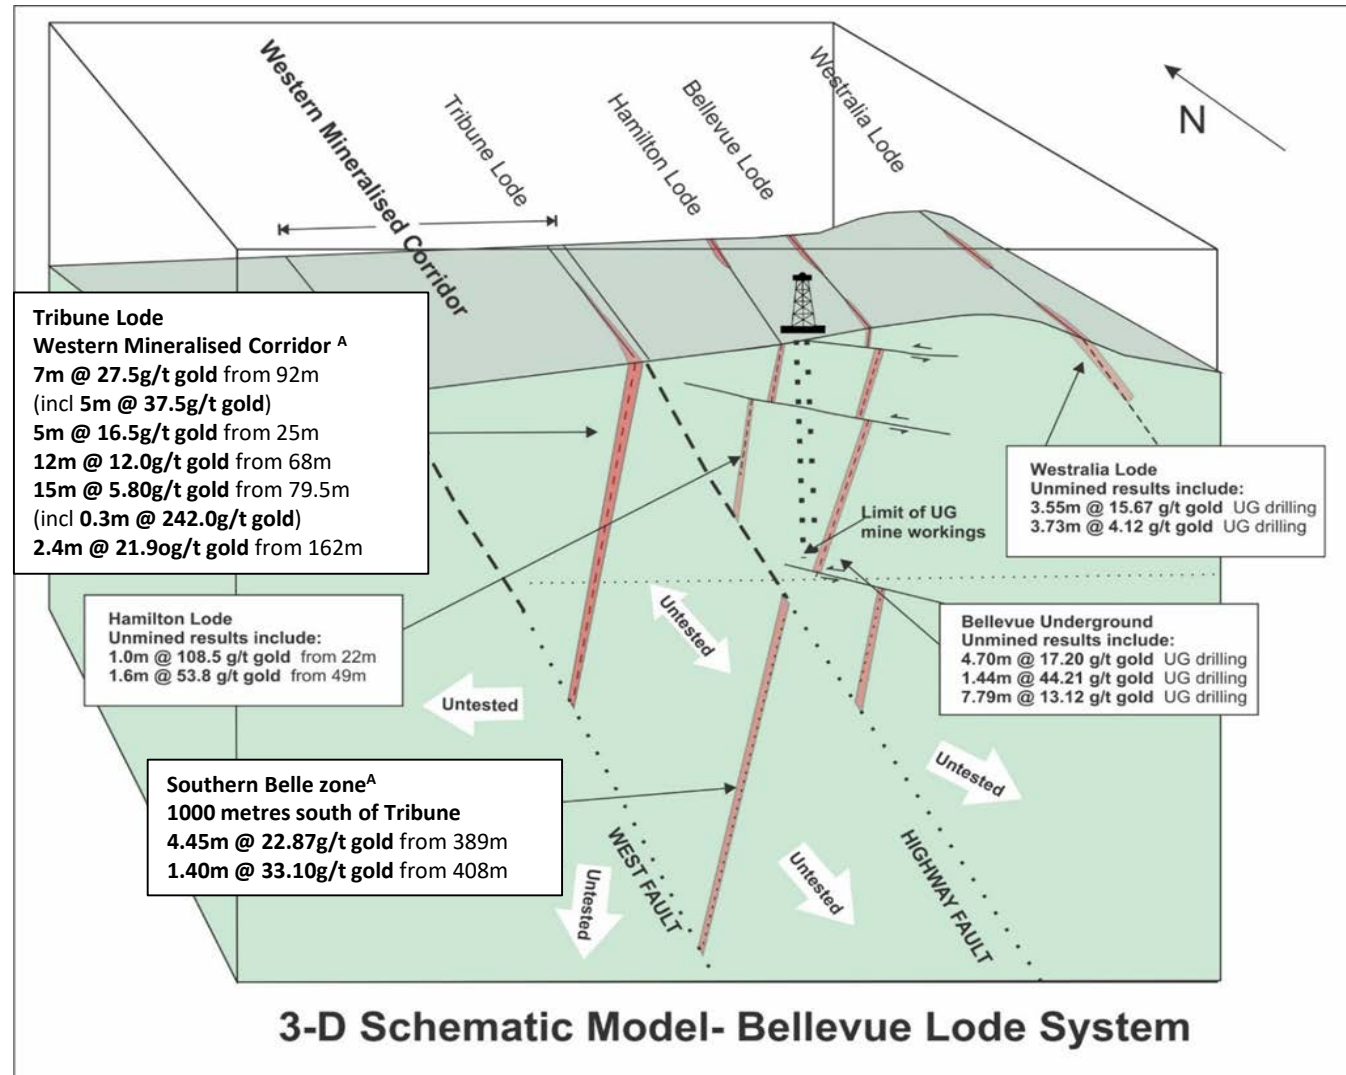 Western Mineralised Corridor
Tribune Lode
Hamilton Lode
Bellevue Lode
Westralia Lode
N
Tribune Lode
Western Mineralised Corridor A
7m @ 27.5g/t gold from 92m
(incl 5m @ 37.5g/t gold)
5m @ 16.5g/t gold from 25m
12m @ 12.0g/t gold from 68m
15m @ 5.80g/t gold from 79.5m
(incl 0.3m @ 242.0g/t gold)
2.4m @ 21.9og/t gold from 162m
Westralia Lode
Unmined results include:
3.55m @ 15.67 g/t gold UG drilling
3.73m @ 4.12 g/t gold UG drilling
Limit of UG
mine workings
Hamilton Lode
Unmined results include:
1.0m @ 108.5 g/t gold from 22m
1.6m @ 53.8 g/t gold from 49m
Bellevue Underground
Unmined results include:
4.70m @ 17.20 g/t gold UG drilling
1.44m @ 44.21 g/t gold UG drilling
7.79m @ 13.12 g/t gold UG drilling
Untested
Untested
Untested
Southern Belle zoneA
1000 metres south of Tribune
4.45m @ 22.87g/t gold from 389m
1.40m @ 33.10g/t gold from 408m
WEST FAULT
HIGHWAY FAULT
Untested
Untested
3-D Schematic Model- Bellevue Lode System